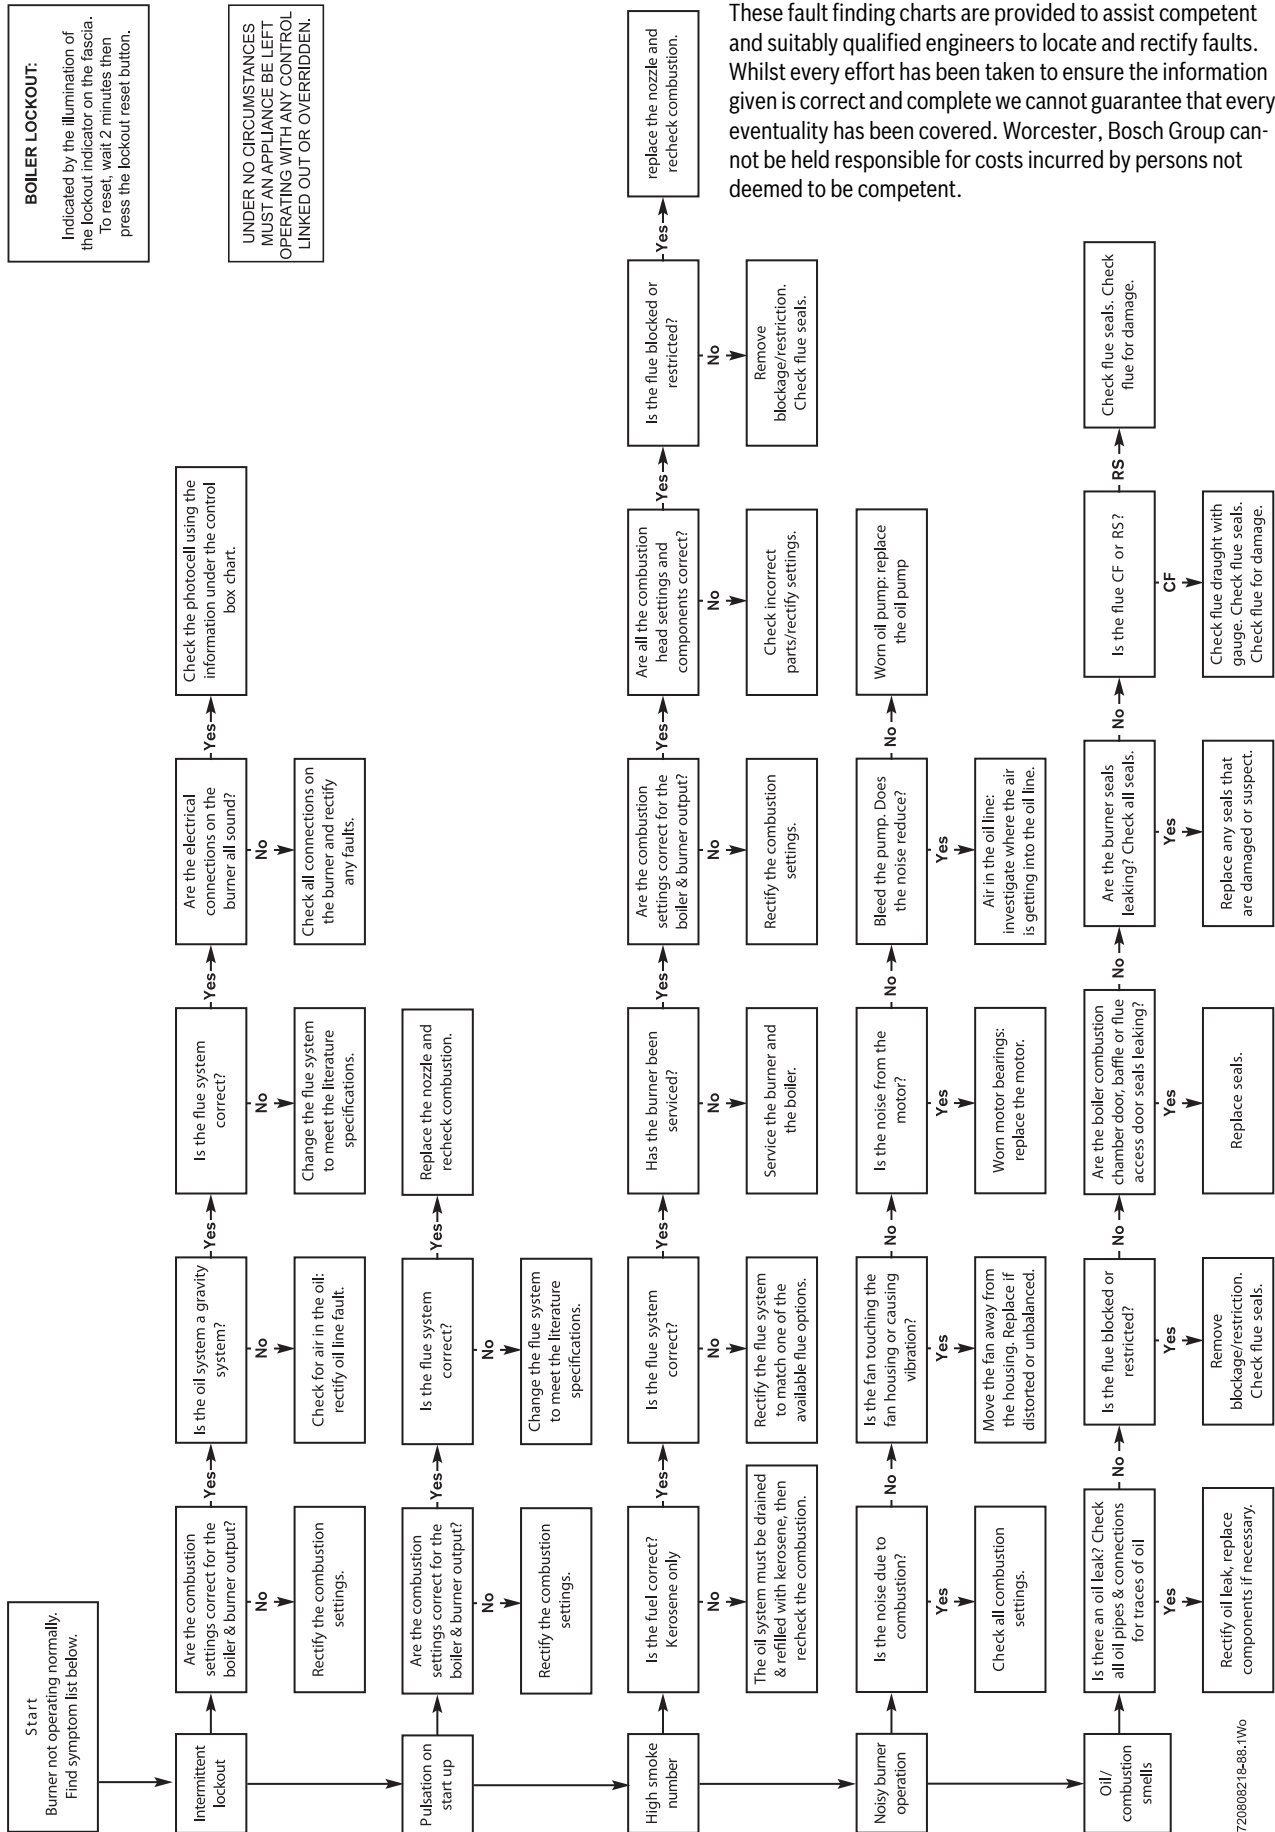 These fault finding charts are provided to assist competent
and suitably qualified engineers to locate and rectify faults.
Whilst every effort has been taken to ensure the information
given is correct and complete we cannot guarantee that every
eventuality has been covered. Worcester, Bosch Group can-
not be held responsible for costs incurred by persons not
deemed to be competent.
BOILER LOCKOUT:
Indicated by the illumination of
the lockout indicator on the fascia.
To reset, wait 2 minutes then
press the lockout reset button.
UNDER NO CIRCUMSTANCES
MUST AN APPLIANCE BE LEFT
OPERATING WITH ANY CONTROL
LINKED OUT OR OVERRIDDEN.
Start
Burner not operating normally.
Find symptom list below.
Intermittent
lockout
Are the combustion
settings correct for the
boiler & burner output?
No
Rectify the combustion
settings.
Yes
Is the oil system a gravity
system?
No
Check for air in the oil:
rectify oil line fault.
Yes
Is the flue system
correct?
No
Change the flue system
to meet the literature
specifications.
Yes
Are the electrical
connections on the
burner all sound?
No
Check all connections on
the burner and rectify
any faults.
Yes
Check the photocell using the
information under the control
box chart.
Pulsation on
start up
Are the combustion
settings correct for the
boiler & burner output?
No
Rectify the combustion
settings.
Yes
Is the flue system
correct?
No
Change the flue system
to meet the literature
specifications.
Yes
Replace the nozzle and
recheck combustion.
High smoke
number
Is the fuel correct?
Kerosene only
No
The oil system must be drained
& refilled with kerosene, then
recheck the combustion.
Yes
Is the flue system
correct?
No
Rectify the flue system
to match one of the
available flue options.
Yes
Has the burner been
serviced?
No
Service the burner and
the boiler.
Yes
Are the combustion
settings correct for the
boiler & burner output?
No
Rectify the combustion
settings.
Yes
Are all the combustion
head settings and
components correct?
No
Check incorrect
parts/rectify settings.
Yes
Is the flue blocked or
restricted?
No
Remove
blockage/restriction.
Check flue seals.
Yes
replace the nozzle and
recheck combustion.
Noisy burner
operation
Is the noise due to
combustion?
Yes
Check all combustion
settings.
No
Is the fan touching the
fan housing or causing
vibration?
Yes
Move the fan away from
the housing. Replace if
distorted or unbalanced.
No
Is the noise from the
motor?
Yes
Worn motor bearings:
replace the motor.
No
Bleed the pump. Does
the noise reduce?
Yes
Air in the oil line:
investigate where the air
is getting into the oil line.
No
Worn oil pump: replace
the oil pump
Oil/
combustion
smells
Is there an oil leak? Check
all oil pipes & connections
for traces of oil
Yes
Rectify oil leak, replace
components if necessary.
No
Is the flue blocked or
restricted?
Yes
Remove
blockage/restriction.
Check flue seals.
No
Are the boiler combustion
chamber door, baffle or flue
access door seals leaking?
Yes
Replace seals.
No
Are the burner seals
leaking? Check all seals.
Yes
Replace any seals that
are damaged or suspect.
No
Is the flue CF or RS?
CF
Check flue draught with
gauge. Check flue seals.
Check flue for damage.
RS
Check flue seals. Check
flue for damage.
720808218-88.1Wo